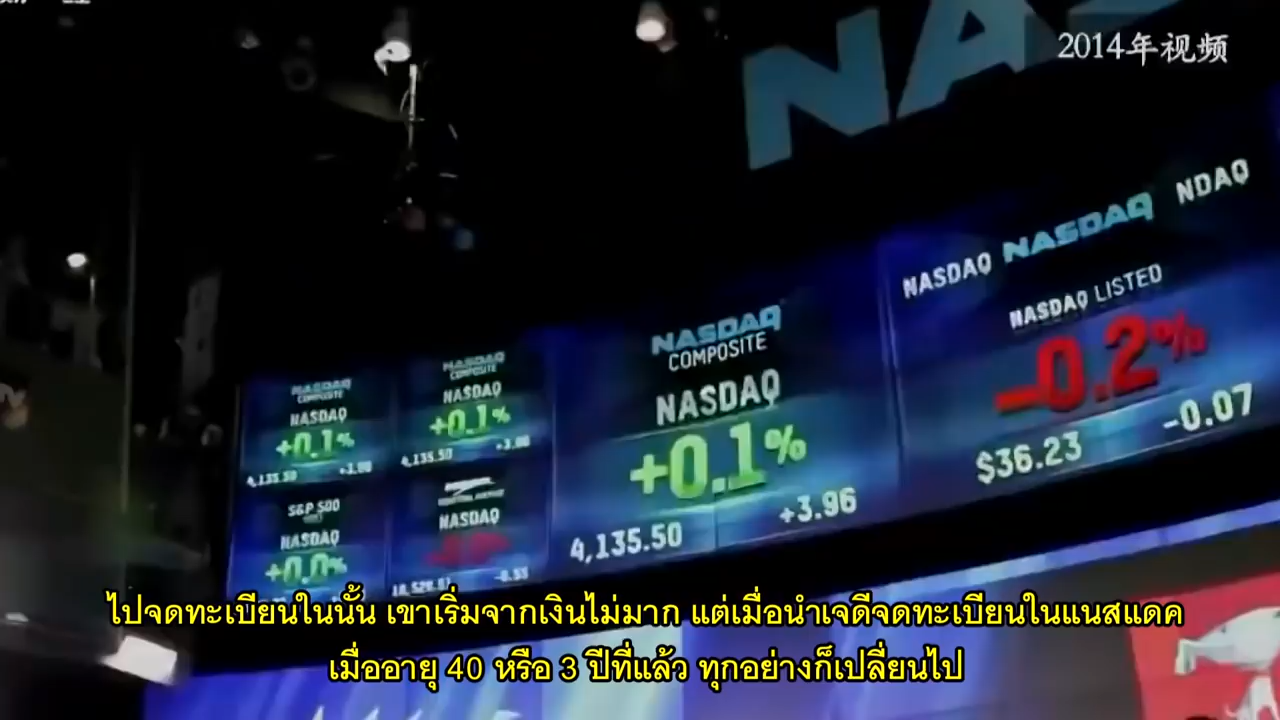 2014年视频
NAS
NASDAQ NASDAQ NDAQ
NASDAQ LISTED
-0.2%
$36.23 -0.07
NASDAQ
COMPOSITE
NASDAQ
+0.1%
4,135.50 +3.96
NASDAQ
COMPOSITE
NASDAQ
+0.1%
4,135.50
NASDAQ
COMPOSITE
NASDAQ
+0.1%
4,135.50
S&P 500
NASDAQ
+0.0%
NASDAQ
ไปจดทะเบียนในนั้น เขาเริ่มจากเงินไม่มาก แต่เมื่อนำเจดีจดทะเบียนในแนสแดค
เมื่ออายุ 40 หรือ 3 ปีที่แล้ว ทุกอย่างก็เปลี่ยนไป